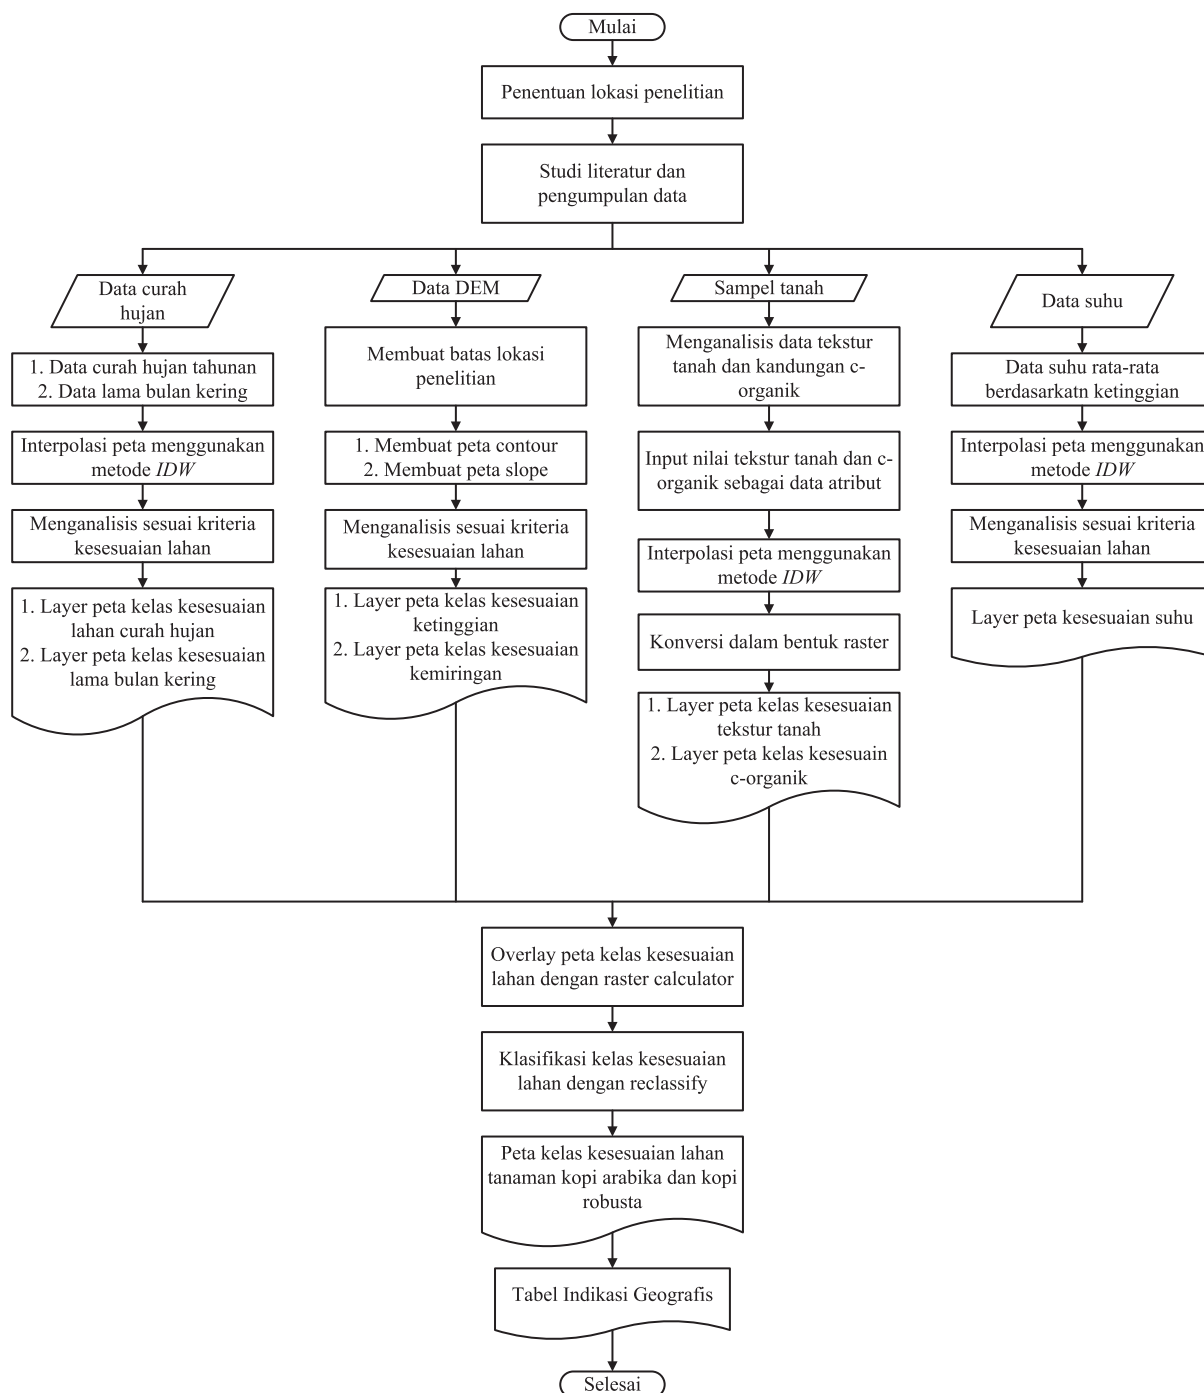 Mulai
Penentuan lokasi penelitian
Studi literatur dan
pengumpulan data
Data curah
hujan
1. Data curah hujan tahunan
2. Data lama bulan kering
Interpolasi peta menggunakan
metode IDW
Menganalisis sesuai kriteria
kesesuaian lahan
1. Layer peta kelas kesesuaian
lahan curah hujan
2. Layer peta kelas kesesuaian
lama bulan kering
Data DEM
Membuat batas lokasi
penelitian
1. Membuat peta contour
2. Membuat peta slope
Menganalisis sesuai kriteria
kesesuaian lahan
1. Layer peta kelas kesesuaian
ketinggian
2. Layer peta kelas kesesuaian
kemiringan
Sampel tanah
Menganalisis data tekstur
tanah dan kandungan c-
organik
Input nilai tekstur tanah dan c-
organik sebagai data atribut
Interpolasi peta menggunakan
metode IDW
Konversi dalam bentuk raster
1. Layer peta kelas kesesuaian
tekstur tanah
2. Layer peta kelas kesesuain
c-organik
Data suhu
Data suhu rata-rata
berdasarkatn ketinggian
Interpolasi peta menggunakan
metode IDW
Menganalisis sesuai kriteria
kesesuaian lahan
Layer peta kesesuaian suhu
Overlay peta kelas kesesuaian
lahan dengan raster calculator
Klasifikasi kelas kesesuaian
lahan dengan reclassify
Peta kelas kesesuaian lahan
tanaman kopi arabika dan kopi
robusta
Tabel Indikasi Geografis
Selesai